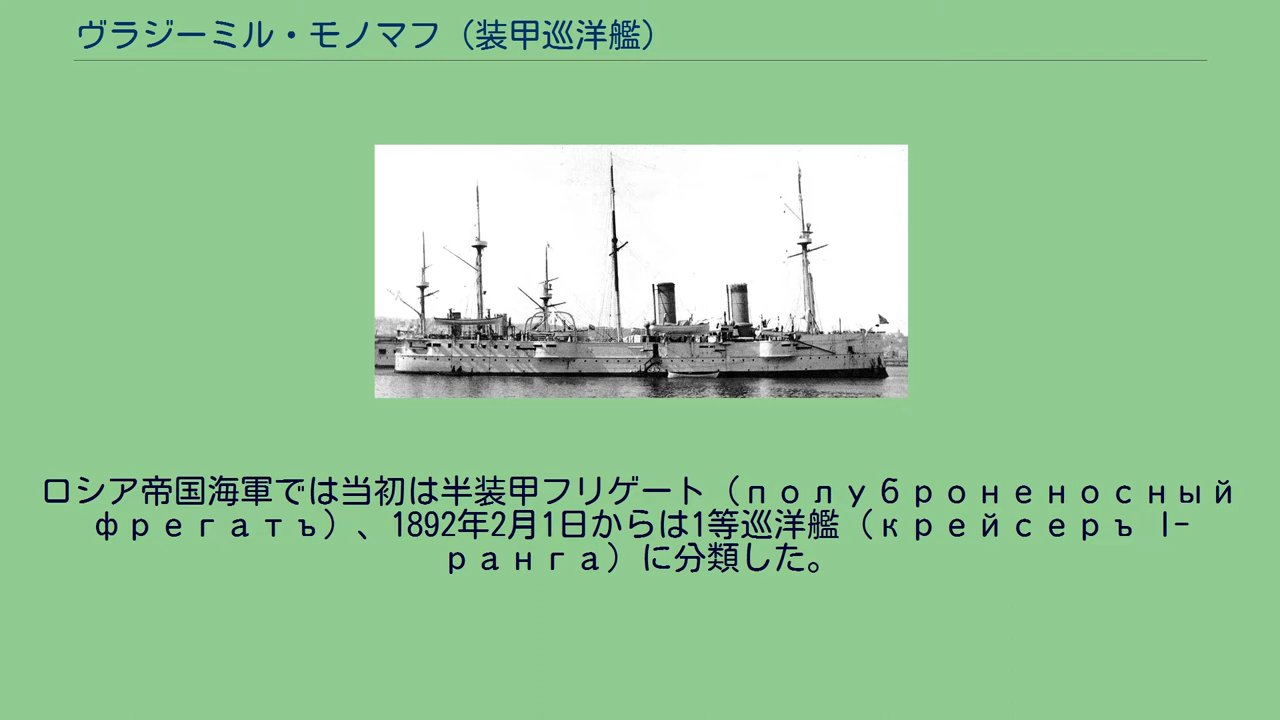 ヴラジーミル・モノマフ（装甲巡洋艦）
ロシア帝国海軍では当初は半装甲フリゲート（полуброненосный
фрегатъ）、1892年2月1日からは1等巡洋艦（крейсеръ I-
ранга）に分類した。